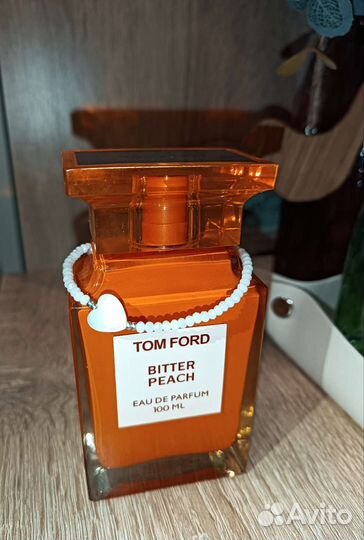 TOM FORD
BITTER
PEACH
EAU DE PARFUM
100 ML
Avito